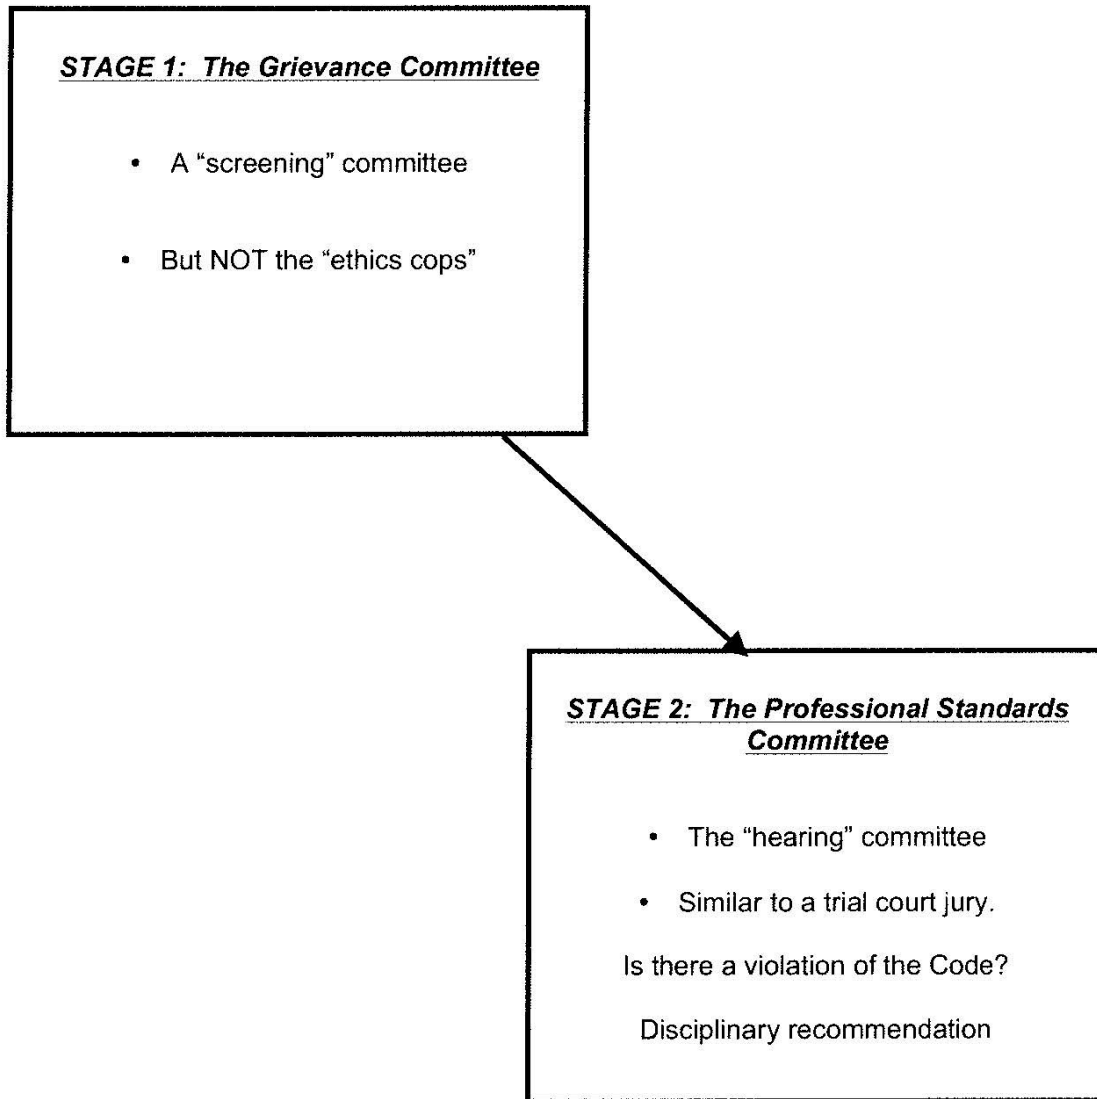 STAGE 1: The Grievance Committee
• A “screening” committee
• But NOT the “ethics cops”
STAGE 2: The Professional Standards
Committee
• The “hearing” committee
• Similar to a trial court jury.
Is there a violation of the Code?
Disciplinary recommendation